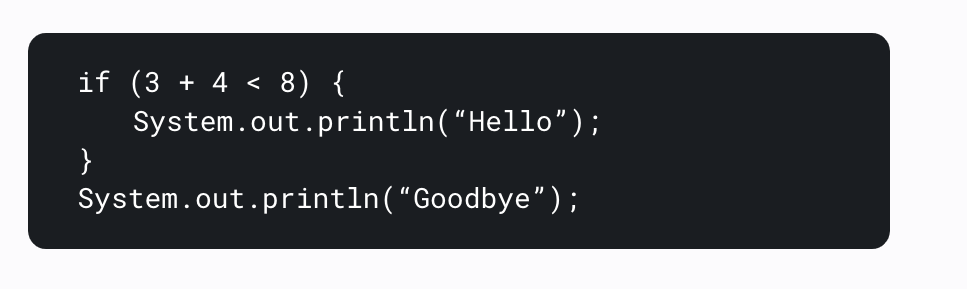 if (3 + 4 < 8) {
System.out.println(“Hello”);
}
System.out.println(“Goodbye”);